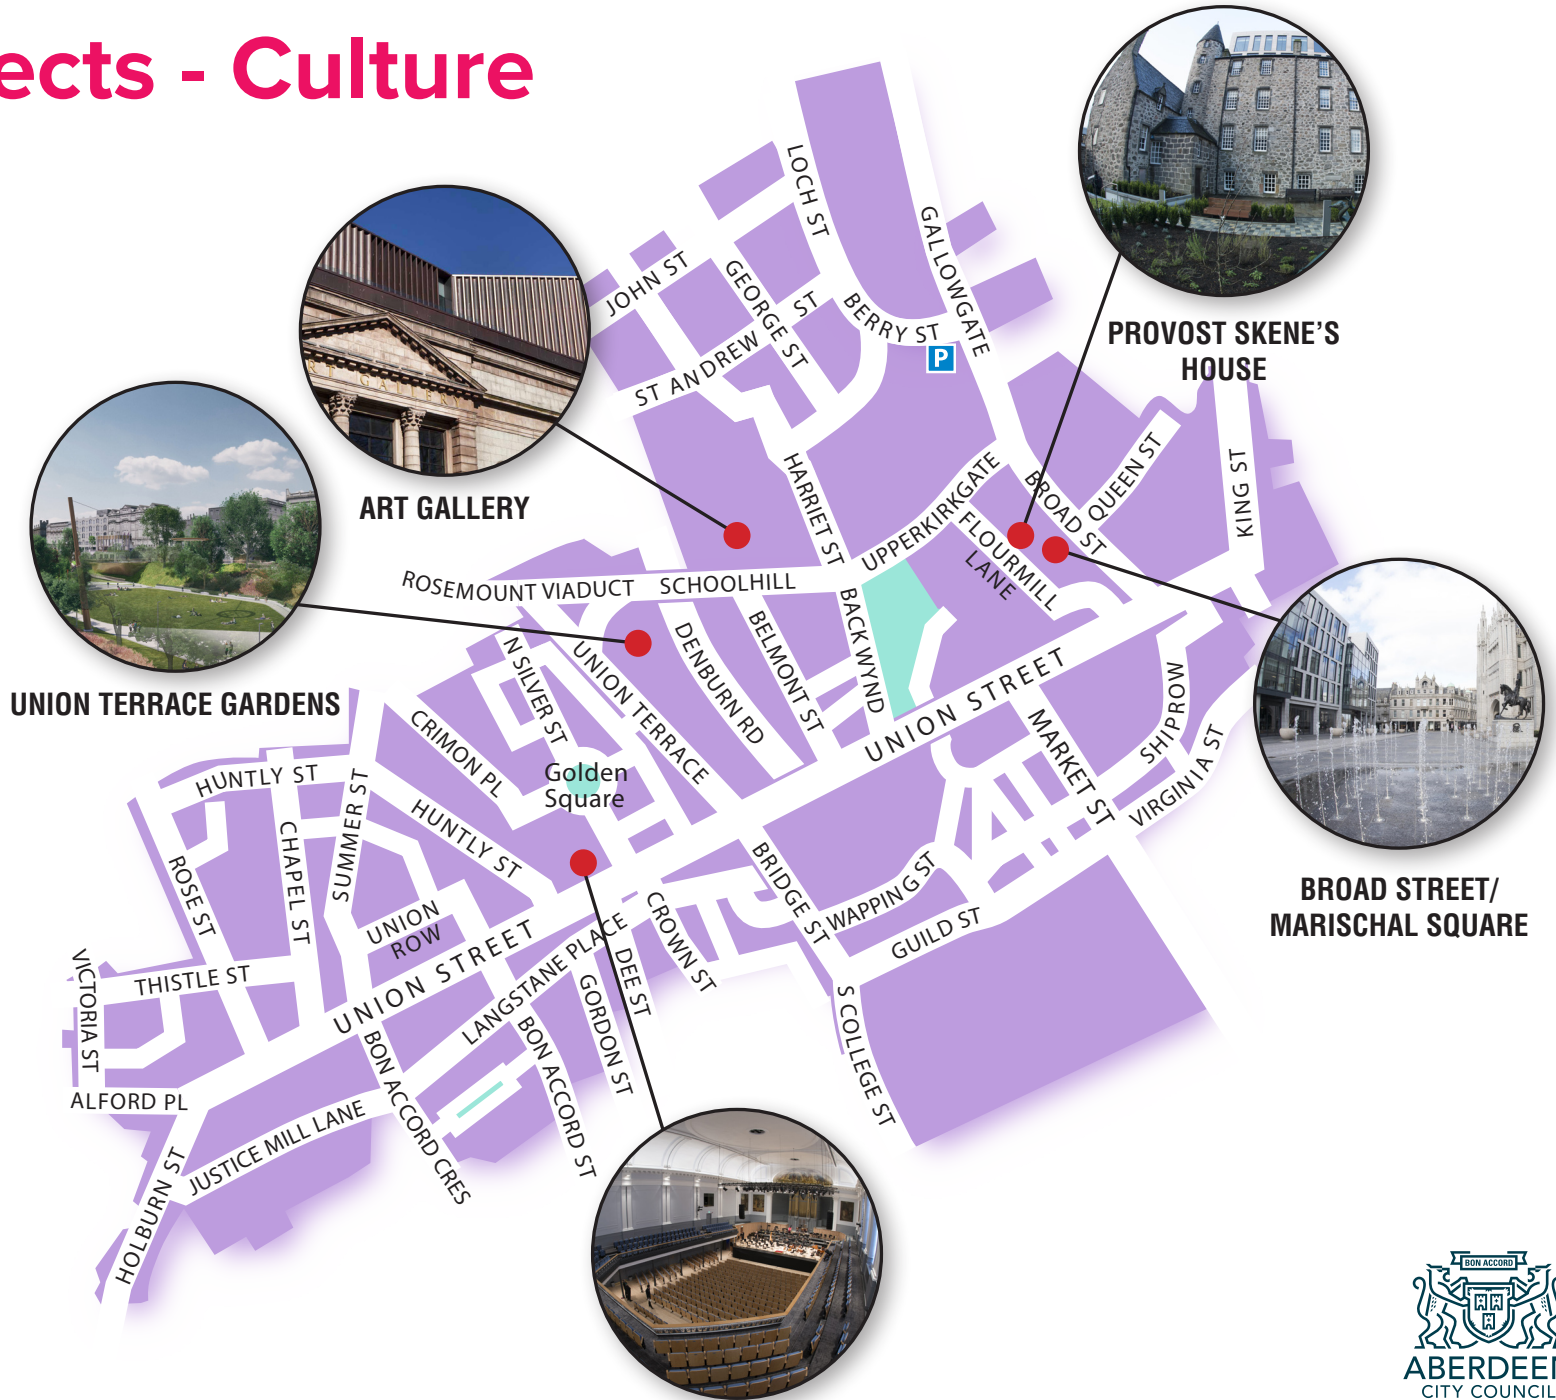 ects - Culture
PROVOST SKENE'S
HOUSE
ART GALLERY
UNION TERRACE GARDENS
BROAD STREET/
MARISCHAL SQUARE
LOCH ST
GALLOWGATE
JOHN ST
GEORGE ST
ST ANDREW ST
BERRY ST
P
HARRIET ST
UPPERKIRKGATE
BROAD ST
QUEEN ST
KING ST
FLOURMILL
LANE
ROSEMOUNT VIADUCT
SCHOOLHILL
BACK WYND
BELMONT ST
DENBURN RD
UNION TERRACE
N SILVER ST
CRIMON PL
Golden
Square
UNION STREET
MARKET ST
SHIPROW
VIRGINIA ST
HUNTLY ST
HUNTLY ST
SUMMER ST
CHAPEL ST
ROSE ST
UNION
ROW
THISTLE ST
VICTORIA ST
ALFORD PL
UNION STREET
LANGSTANE PLACE
BRIDGE ST
WAPPING ST
GUILD ST
CROWN ST
DEE ST
GORDON ST
BON ACCORD ST
BON ACCORD CRES
JUSTICE MILL LANE
HOLBURN ST
S COLLEGE ST
ART GALLERY
BON ACCORD
ABERDEEN
CITY COUNCIL